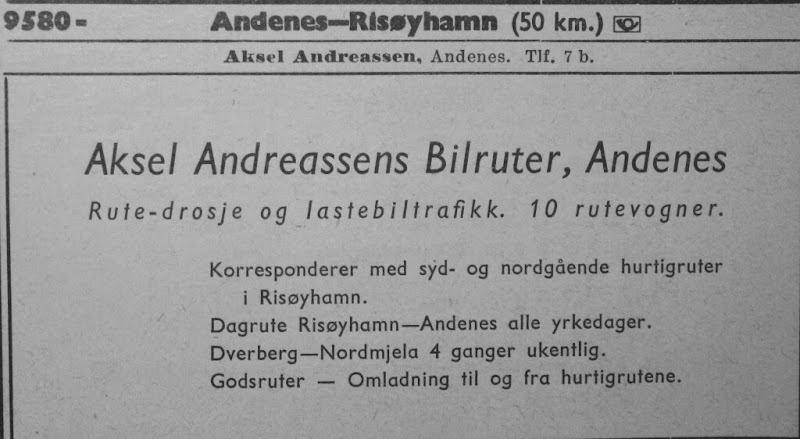 9580 =
Andenes—Risøyhamn (50 km.)
Aksel Andreassen, Andenes. Tlf. 7 b.
Aksel Andreassens Bilruter, Andenes
Rute-drosje og lastebiltrafikk. 10 rutevogner.
Korresponderer med syd- og nordgående hurtigruter
i Risøyhamn.
Dagrute Risøyhamn—Andenes alle yrkedager.
Dverberg—Nordmjela 4 ganger ukentlig.
Godsruter — Omladning til og fra hurtigrutene.